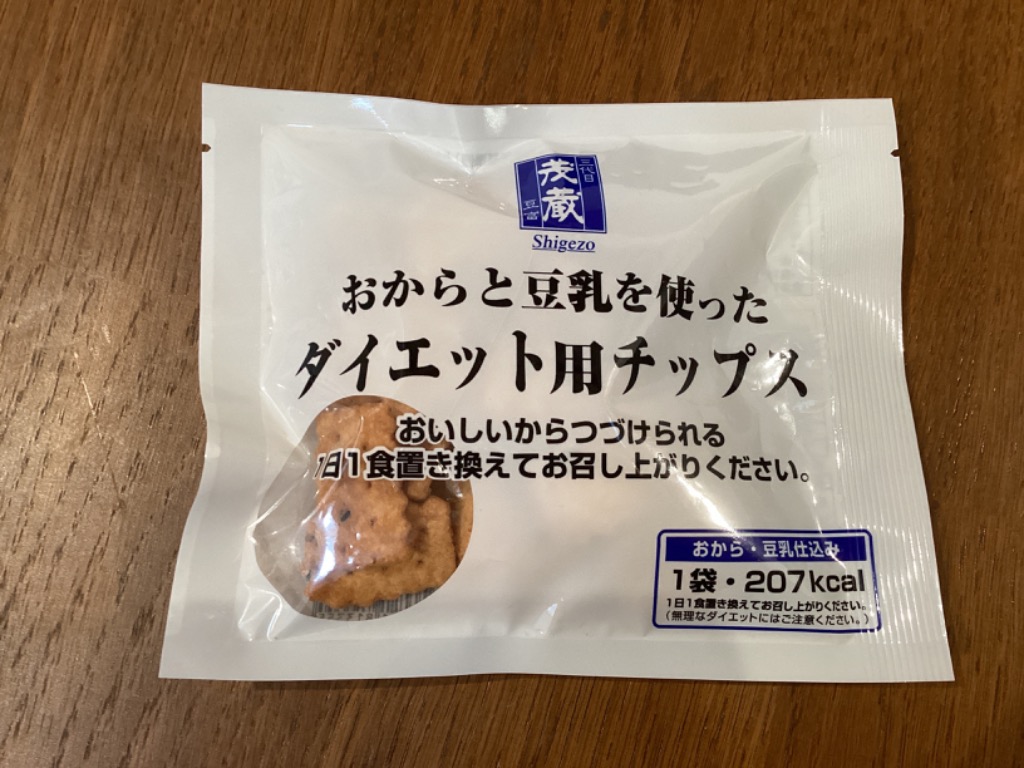 三代目
茂蔵
豆富
Shigezo
おからと豆乳を使った
ダイエット用チップス
おいしいからつづけられる
1日1食置き換えてお召し上がりください。
おから・豆乳仕込み
1袋・207kcal
1日1食置き換えてお召し上がりください。
(無理なダイエットにはご注意ください。)